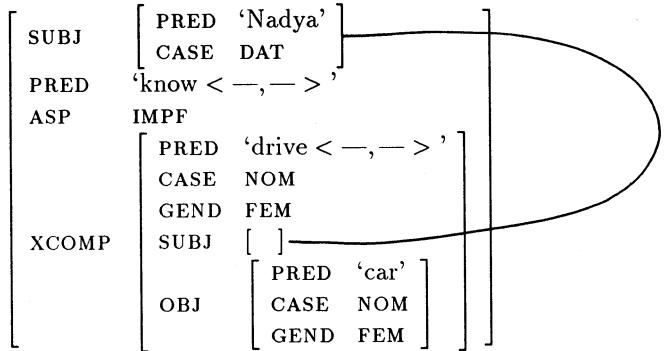 SUBJ [ PRED ‘Nadya’
CASE DAT ]
PRED ‘know < —, — > ’
ASP IMPF
XCOMP [ PRED ‘drive < —, — > ’
CASE NOM
GEND FEM
SUBJ [ ]
OBJ [ PRED ‘car’
CASE NOM
GEND FEM ] ]